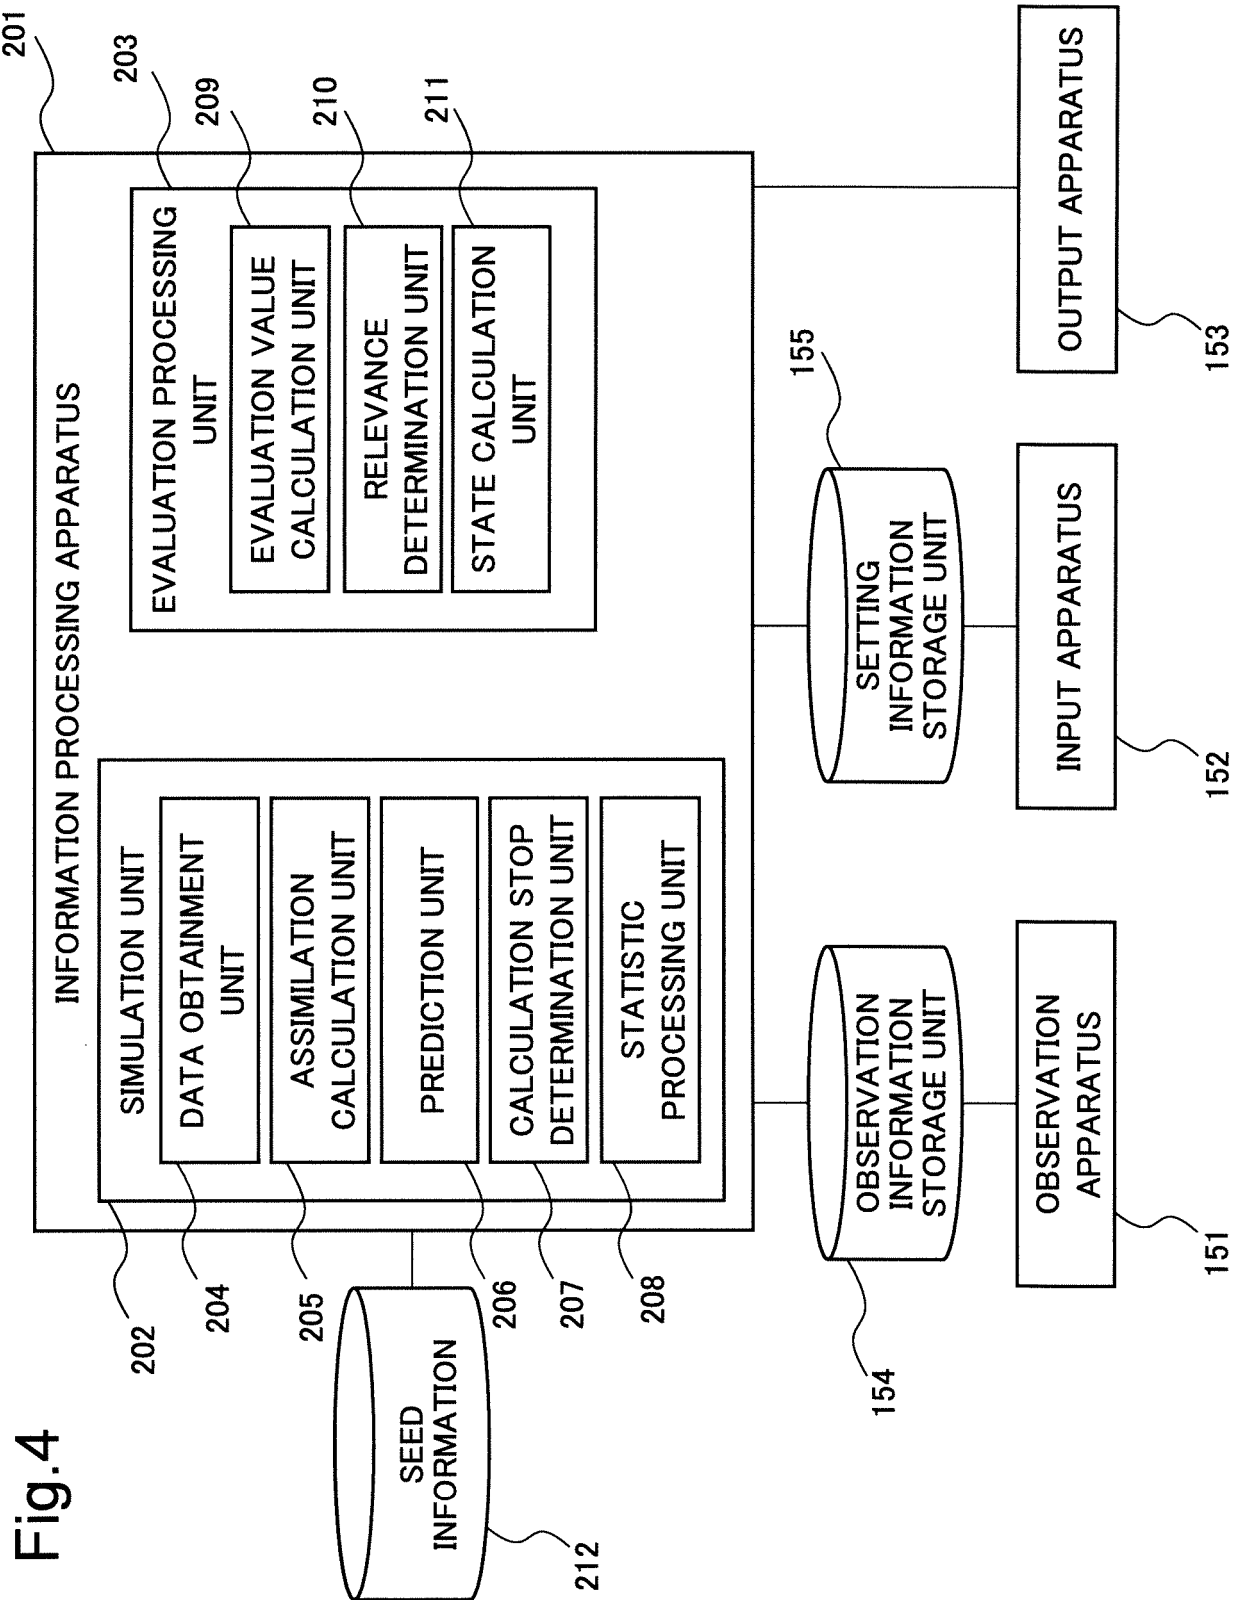 Fig.4
INFORMATION PROCESSING APPARATUS
201
202
SIMULATION UNIT
204
DATA OBTAINMENT
UNIT
205
ASSIMILATION
CALCULATION UNIT
206
PREDICTION UNIT
207
CALCULATION STOP
DETERMINATION UNIT
208
STATISTIC
PROCESSING UNIT
203
EVALUATION PROCESSING
UNIT
209
EVALUATION VALUE
CALCULATION UNIT
210
RELEVANCE
DETERMINATION UNIT
211
STATE CALCULATION
UNIT
SEED
INFORMATION
212
154
OBSERVATION
INFORMATION
STORAGE UNIT
155
SETTING
INFORMATION
STORAGE UNIT
OBSERVATION
APPARATUS
151
INPUT APPARATUS
152
OUTPUT APPARATUS
153